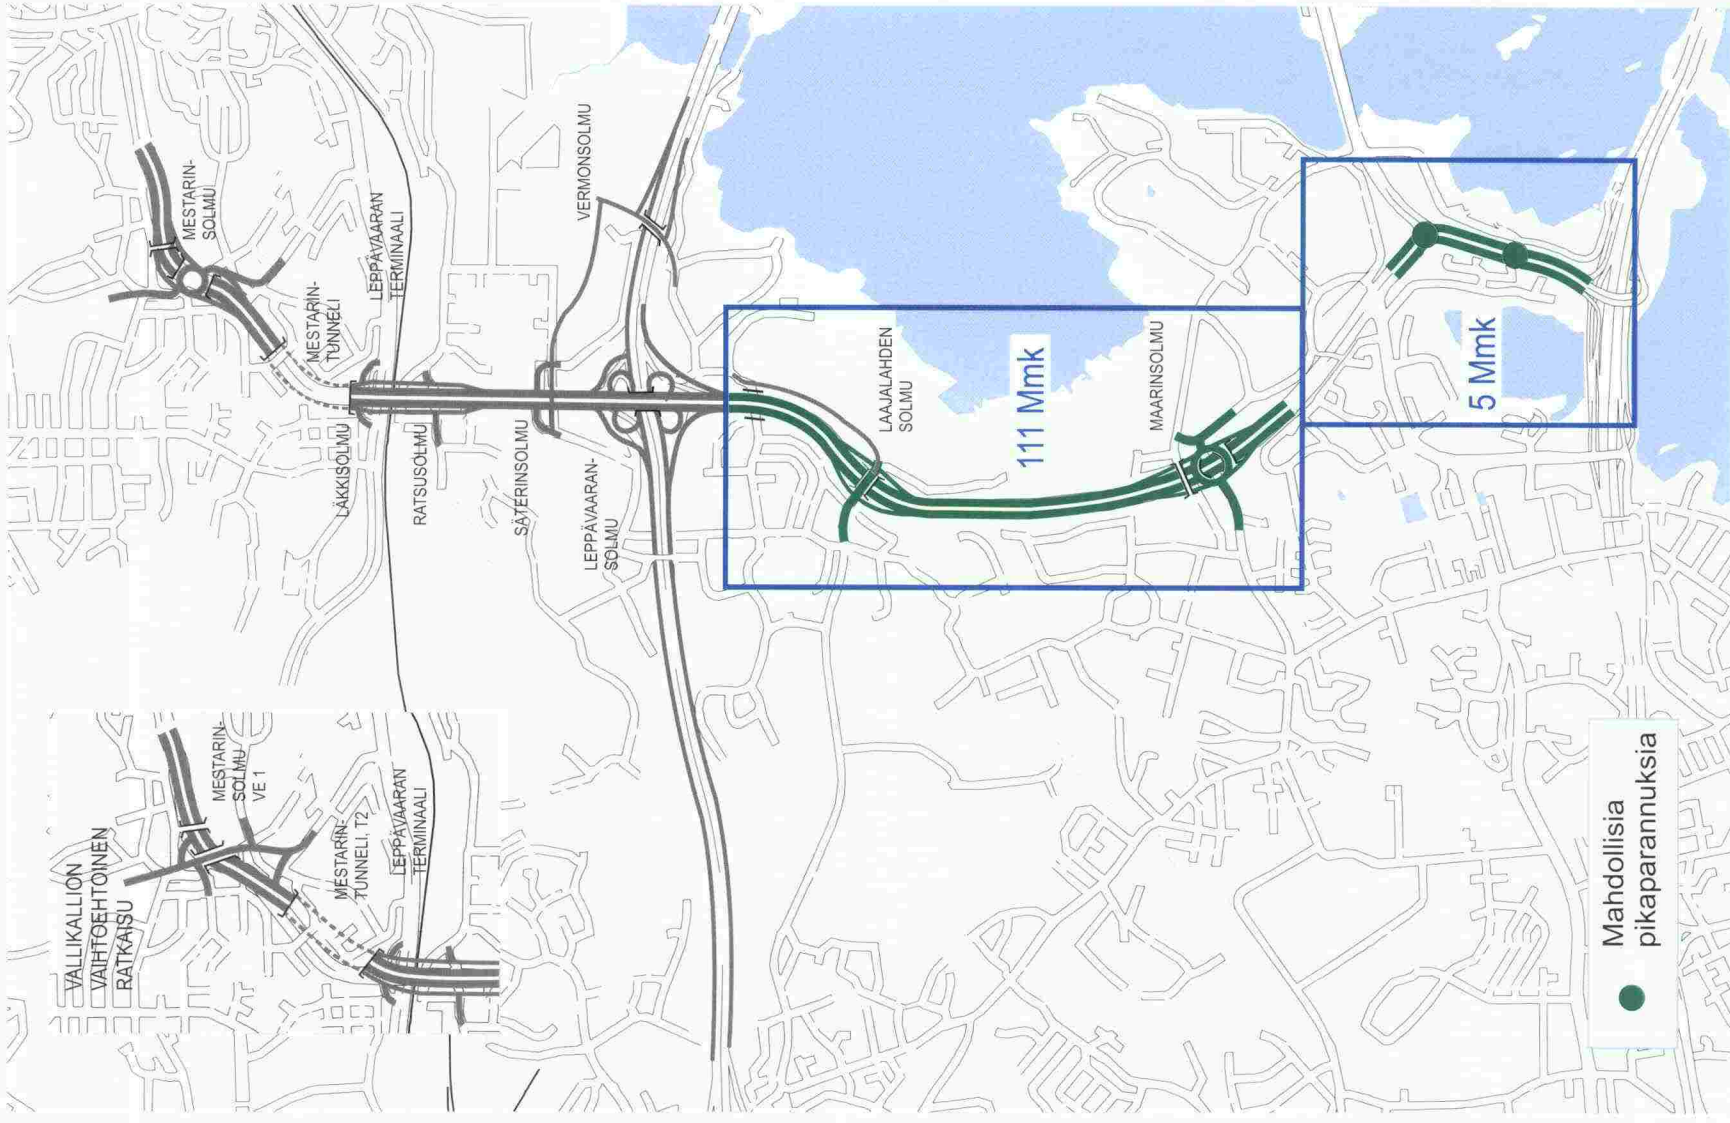 VALLIKALLION
VAIHTOEHTOINEN
RATKAISU
MESTARIN-
SOLMU
VE 1
MESTARIN-
TUNNELI, T2
LEPPÄVAARAN
TERMINAALI
MESTARIN-
SOLMU
MESTARIN-
TUNNELI
LEPPÄVAARAN
TERMINAALI
LÄKKISOLMU
RATSUSOLMU
SÄTERINSOLMU
VERMONSOLMU
LEPPÄVAARAN-
SOLMU
LAAJALAHDEN
SOLMU
111 Mmk
MAARINSOLMU
5 Mmk
Mahdollisia
pikaparannuksia